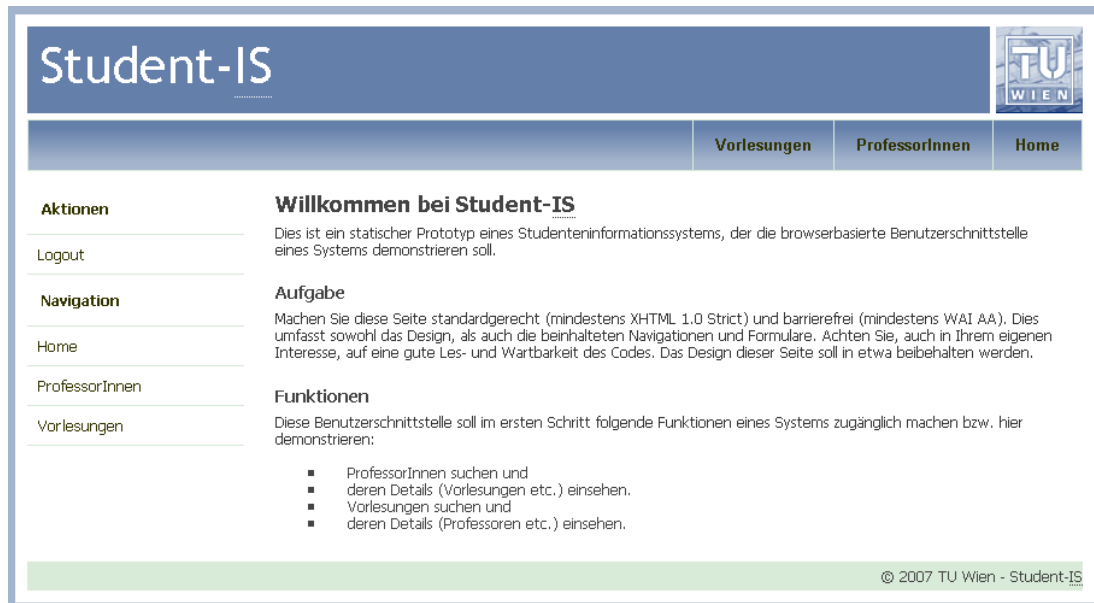 Student-IS
TU
WIEN
Vorlesungen ProfessorInnen Home
Aktionen
Logout
Navigation
Home
ProfessorInnen
Vorlesungen
Willkommen bei Student-IS
Dies ist ein statischer Prototyp eines Studenteninformationssystems, der die browserbasierte Benutzerschnittstelle
eines Systems demonstrieren soll.
Aufgabe
Machen Sie diese Seite standardgerecht (mindestens XHTML 1.0 Strict) und barrierefrei (mindestens WAI AA). Dies
umfasst sowohl das Design, als auch die beinhalteten Navigationen und Formulare. Achten Sie, auch in Ihrem eigenen
Interesse, auf eine gute Les- und Wartbarkeit des Codes. Das Design dieser Seite soll in etwa beibehalten werden.
Funktionen
Diese Benutzerschnittstelle soll im ersten Schritt folgende Funktionen eines Systems zugänglich machen bzw. hier
demonstrieren:
ProfessorInnen suchen und
deren Details (Vorlesungen etc.) einsehen.
Vorlesungen suchen und
deren Details (Professoren etc.) einsehen.
© 2007 TU Wien - Student-IS